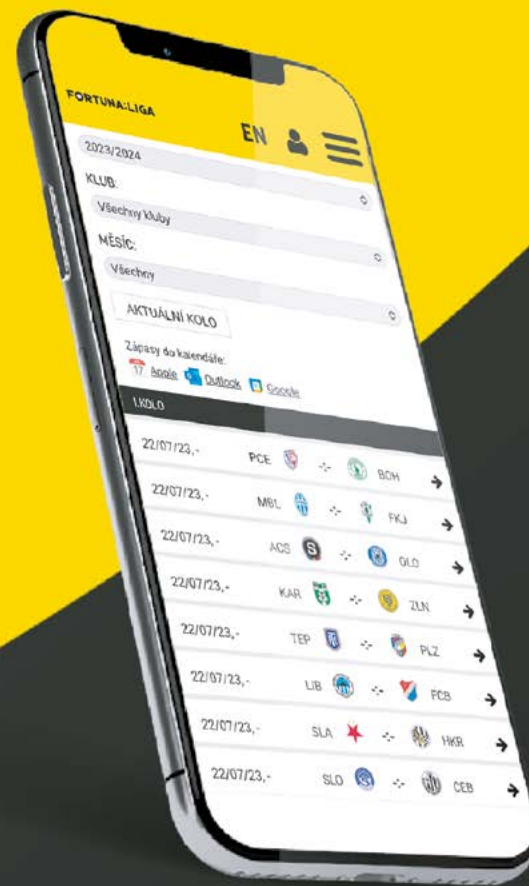 FORTUNA:LIGA
EN
2023/2024
KLUB:
Všechny kluby
MĚSÍC:
Všechny
AKTUÁLNÍ KOLO
Zápasy do kalendáře:
17 Apple Outlook Google
1.KOLO
22/07/23,- PCE -:- BOH
22/07/23,- MBL -:- FKJ
22/07/23,- ACS S -:- OLO
22/07/23,- KAR -:- ZLN
22/07/23,- TEP -:- PLZ
22/07/23,- LIB -:- FCB
22/07/23,- SLA -:- HKR
22/07/23,- SLO -:- CEB